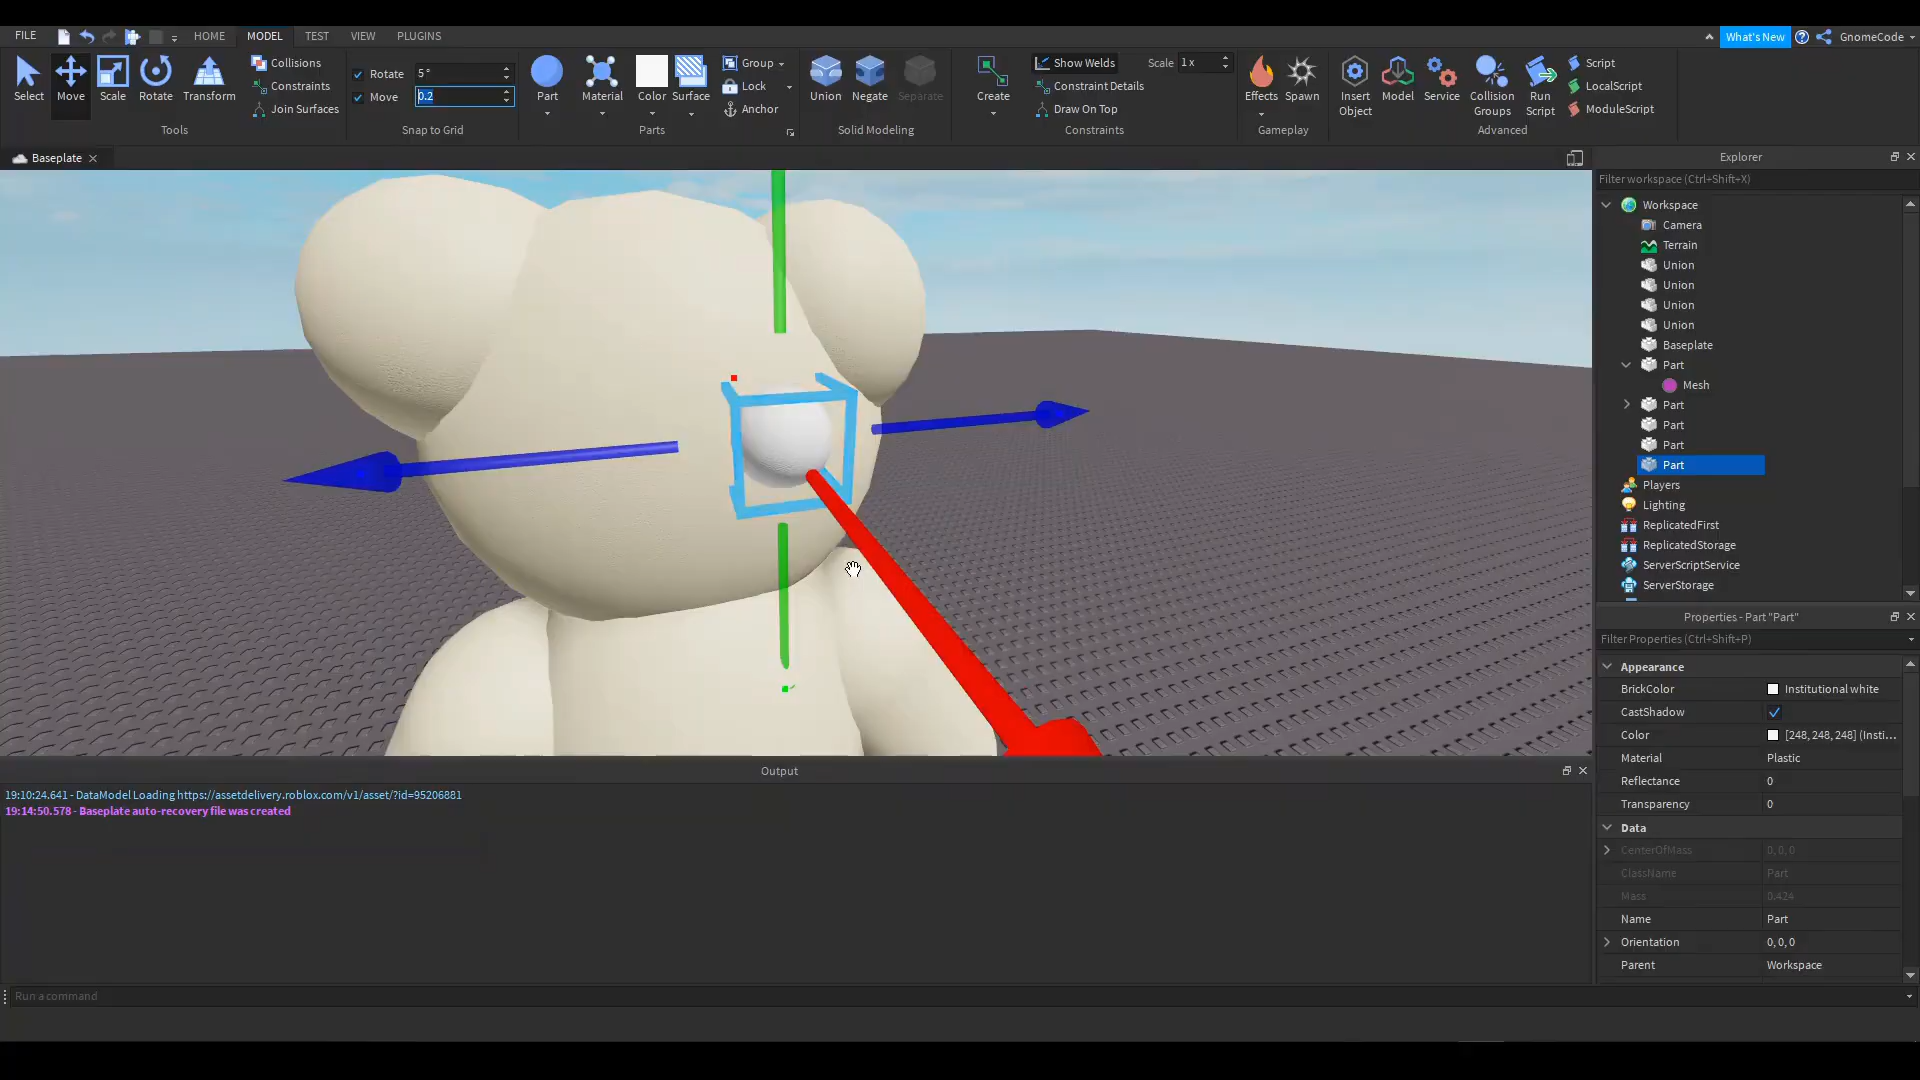 FILE HOME MODEL TEST VIEW PLUGINS What's New GnomeCode
Select Move Scale Rotate Transform
Collisions
Constraints
Join Surfaces
Tools
Rotate 5 °
Move 0.2
Snap to Grid
Part Material Color Surface
Group
Lock
Anchor
Parts
Union Negate Separate
Solid Modeling
Create
Show Welds Scale 1 x
Constraint Details
Draw On Top
Constraints
Effects Spawn
Gameplay
Insert Object Model Service Collision Groups Run Script
Script
LocalScript
ModuleScript
Advanced
Baseplate
Explorer
Filter workspace (Ctrl+Shift+X)
Workspace
Camera
Terrain
Union
Union
Union
Union
Baseplate
Part
Mesh
Part
Part
Part
Part
Players
Lighting
ReplicatedFirst
ReplicatedStorage
ServerScriptService
ServerStorage
Properties - Part "Part"
Filter Properties (Ctrl+Shift+P)
Appearance
BrickColor Institutional white
CastShadow
Color [248, 248, 248] (Insti...
Material Plastic
Reflectance 0
Transparency 0
Data
CenterOfMass 0, 0, 0
ClassName Part
Mass 0.424
Name Part
Orientation 0, 0, 0
Parent Workspace
Output
19:10:24.641 - DataModel Loading https://assetdelivery.roblox.com/v1/asset/?id=95206881
19:14:50.578 - Baseplate auto-recovery file was created
Run a command